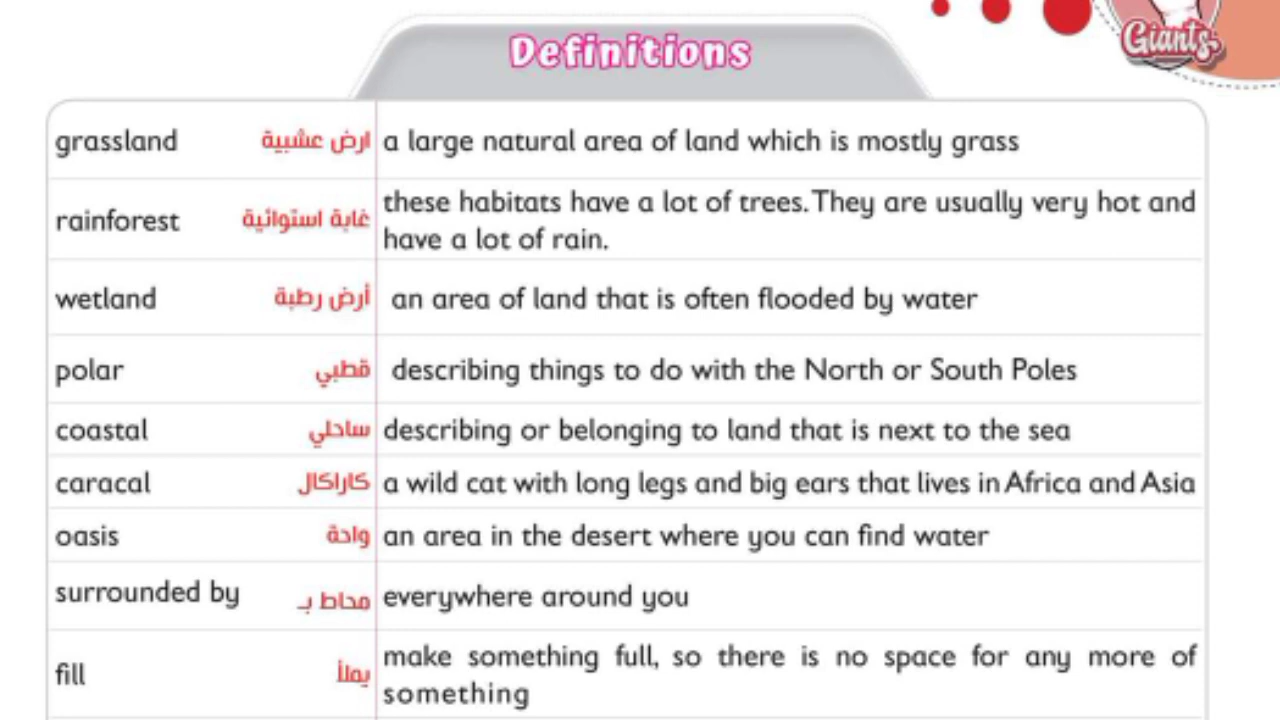 Giants
Definitions
grassland ارض عشبية a large natural area of land which is mostly grass
rainforest غابة استوائية these habitats have a lot of trees. They are usually very hot and
have a lot of rain.
wetland أرض رطبة an area of land that is often flooded by water
polar قطبي describing things to do with the North or South Poles
coastal ساحلي describing or belonging to land that is next to the sea
caracal كاراكال a wild cat with long legs and big ears that lives in Africa and Asia
oasis واحة an area in the desert where you can find water
surrounded by محاط بـ everywhere around you
fill يملأ make something full, so there is no space for any more of
something